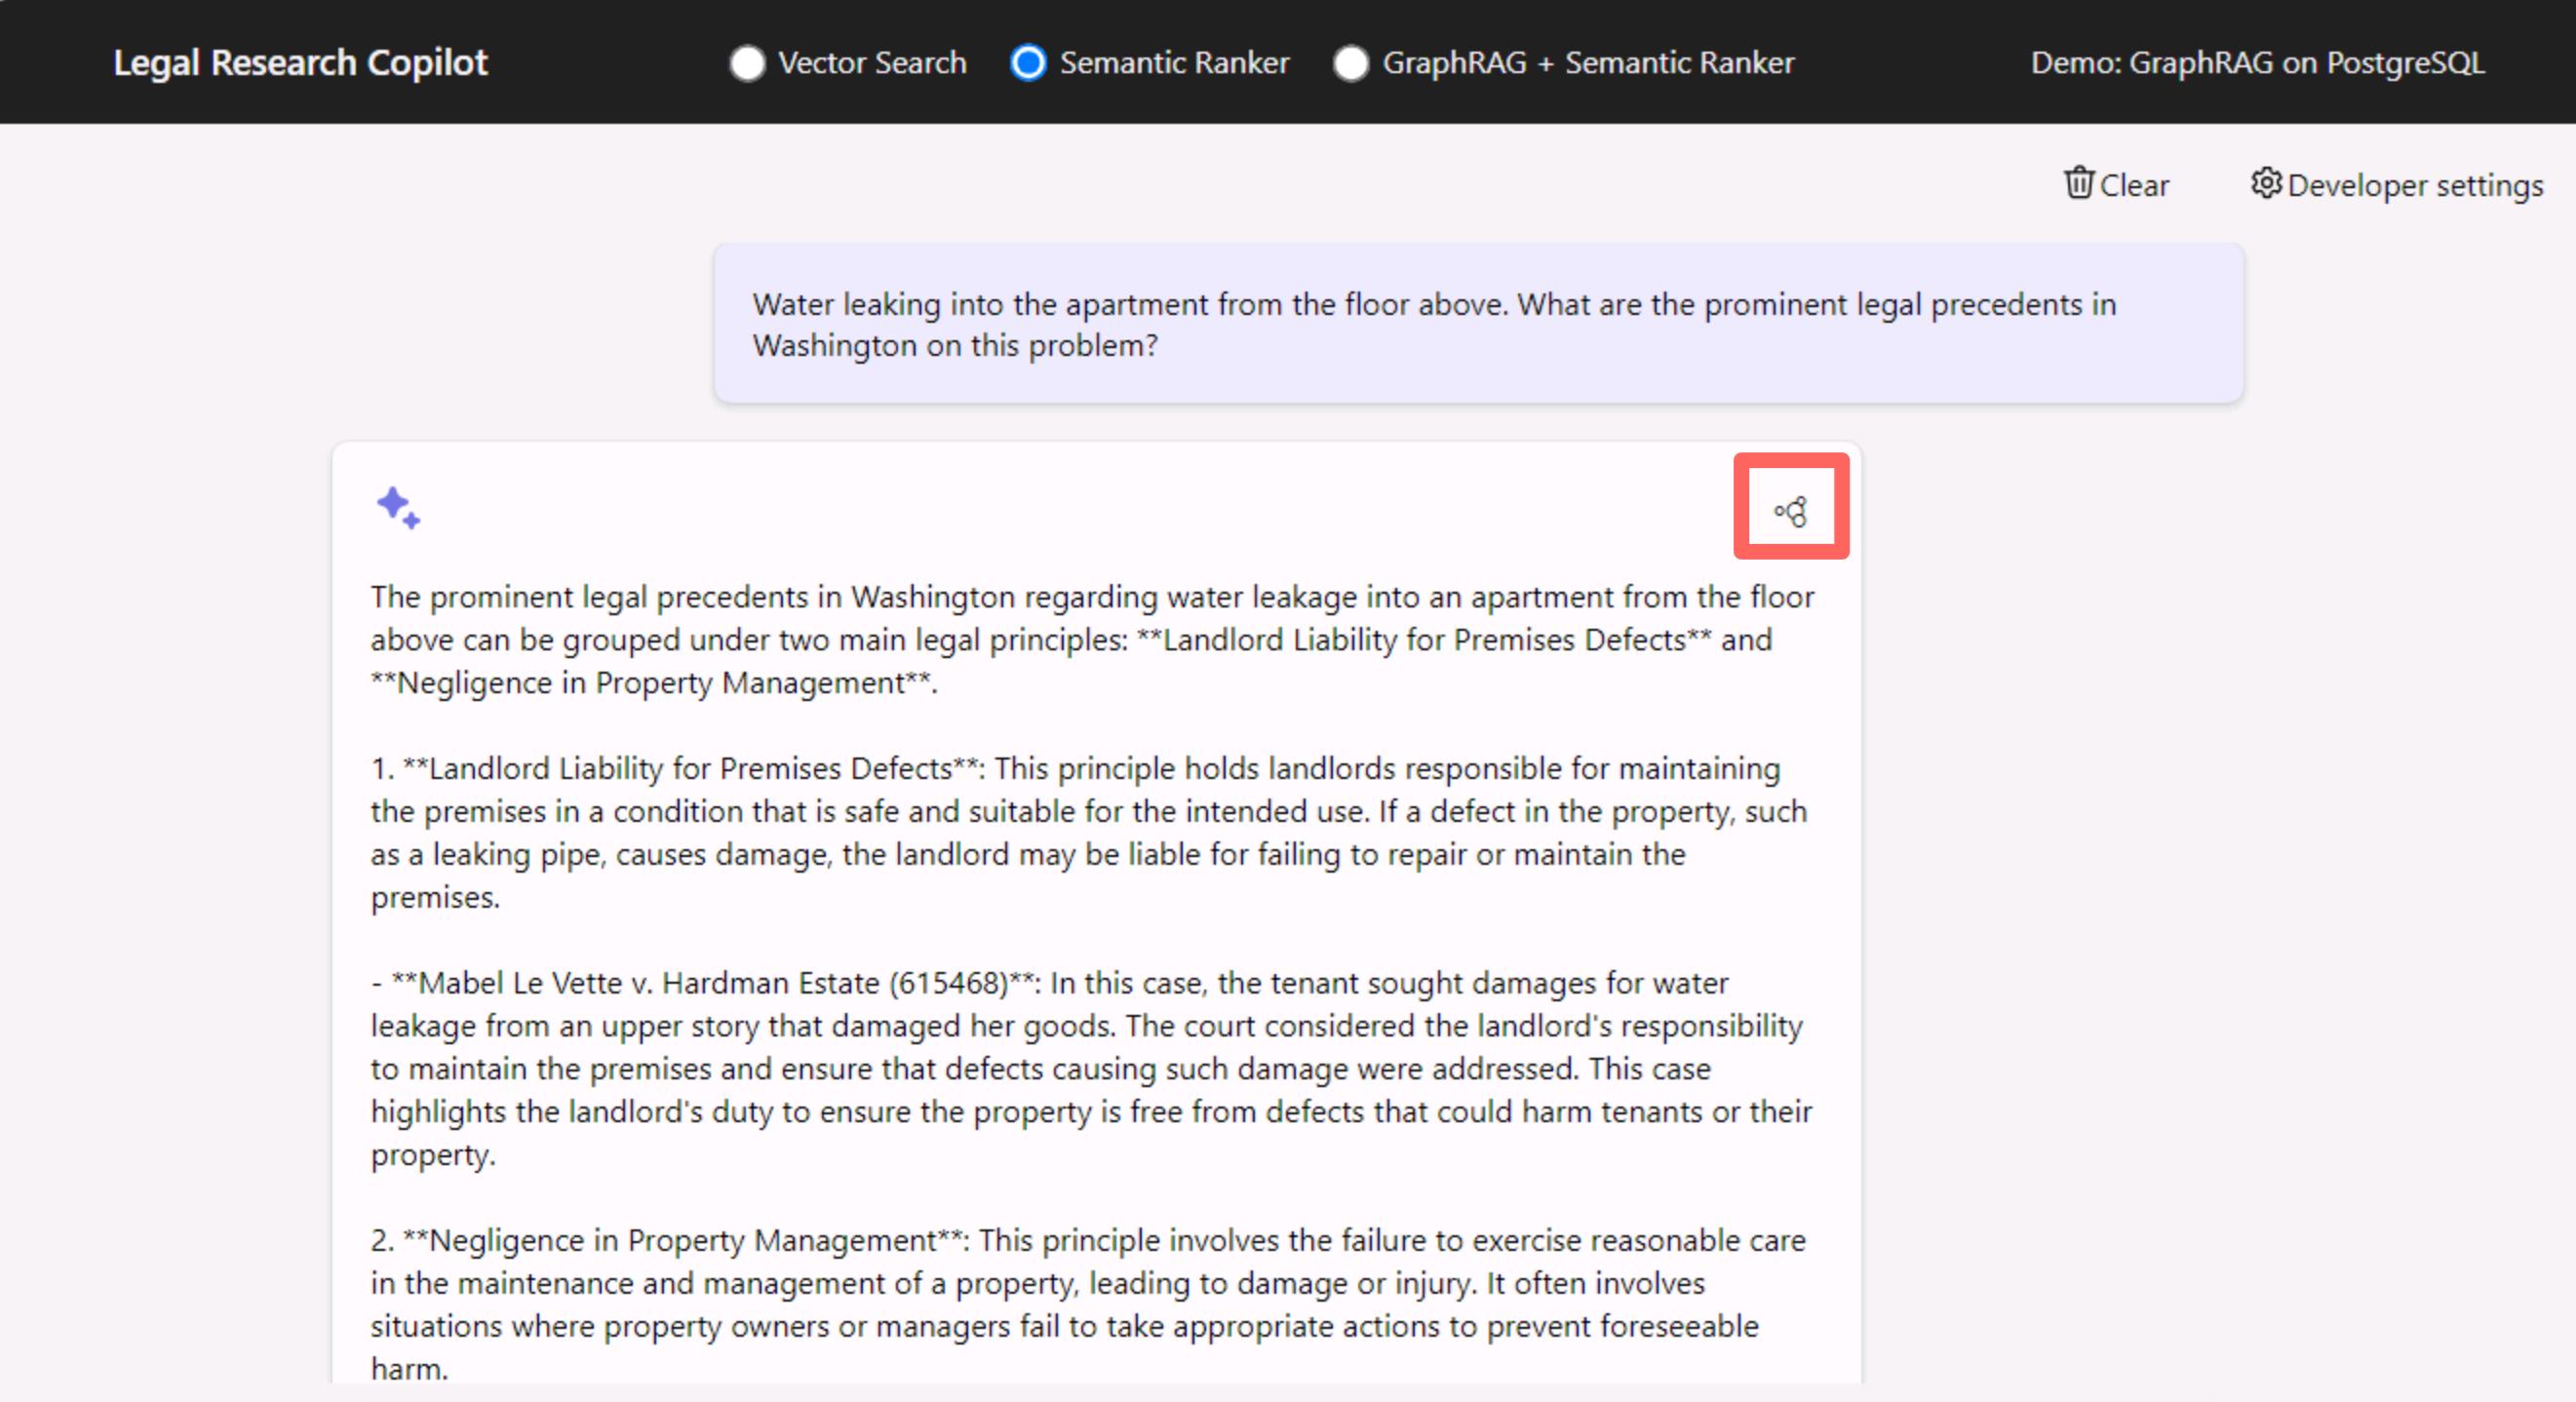 Legal Research Copilot
Vector Search
Semantic Ranker
GraphRAG + Semantic Ranker
Demo: GraphRAG on PostgreSQL
Clear
Developer settings
Water leaking into the apartment from the floor above. What are the prominent legal precedents in
Washington on this problem?
The prominent legal precedents in Washington regarding water leakage into an apartment from the floor
above can be grouped under two main legal principles: **Landlord Liability for Premises Defects** and
**Negligence in Property Management**.
1. **Landlord Liability for Premises Defects**: This principle holds landlords responsible for maintaining
the premises in a condition that is safe and suitable for the intended use. If a defect in the property, such
as a leaking pipe, causes damage, the landlord may be liable for failing to repair or maintain the
premises.
- **Mabel Le Vette v. Hardman Estate (615468)**: In this case, the tenant sought damages for water
leakage from an upper story that damaged her goods. The court considered the landlord's responsibility
to maintain the premises and ensure that defects causing such damage were addressed. This case
highlights the landlord's duty to ensure the property is free from defects that could harm tenants or their
property.
2. **Negligence in Property Management**: This principle involves the failure to exercise reasonable care
in the maintenance and management of a property, leading to damage or injury. It often involves
situations where property owners or managers fail to take appropriate actions to prevent foreseeable
harm.